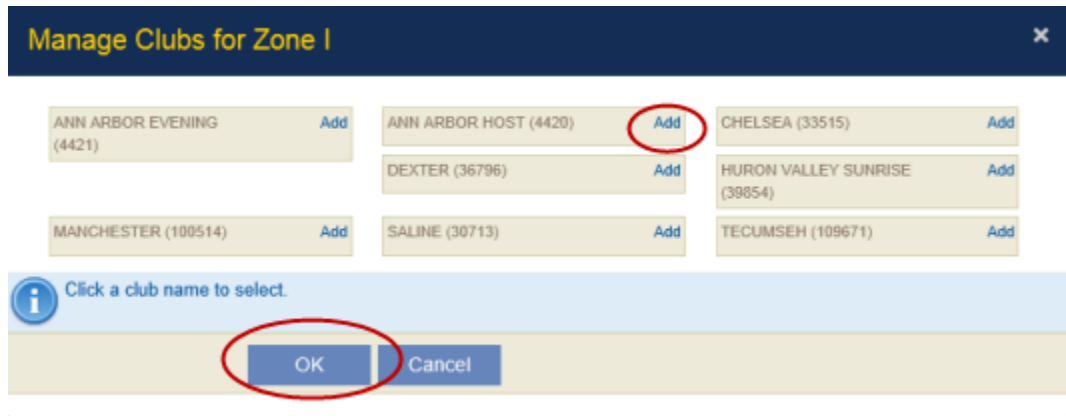 Manage Clubs for Zone I ×
ANN ARBOR EVENING Add ANN ARBOR HOST (4420) Add CHELSEA (33515) Add
(4421)
DEXTER (36796) Add HURON VALLEY SUNRISE Add
(39854)
MANCHESTER (100514) Add SALINE (30713) Add TECUMSEH (109671) Add
i Click a club name to select.
OK Cancel